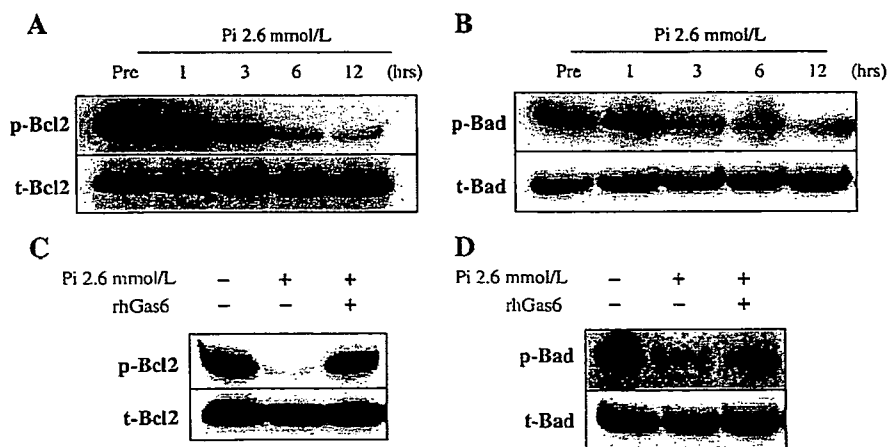 A
Pi 2.6 mmol/L
Pre 1 3 6 12 (hrs)
p-Bcl2
t-Bcl2
B
Pi 2.6 mmol/L
Pre 1 3 6 12 (hrs)
p-Bad
t-Bad
C
Pi 2.6 mmol/L − + +
rhGas6 − − +
p-Bcl2
t-Bcl2
D
Pi 2.6 mmol/L − + +
rhGas6 − − +
p-Bad
t-Bad